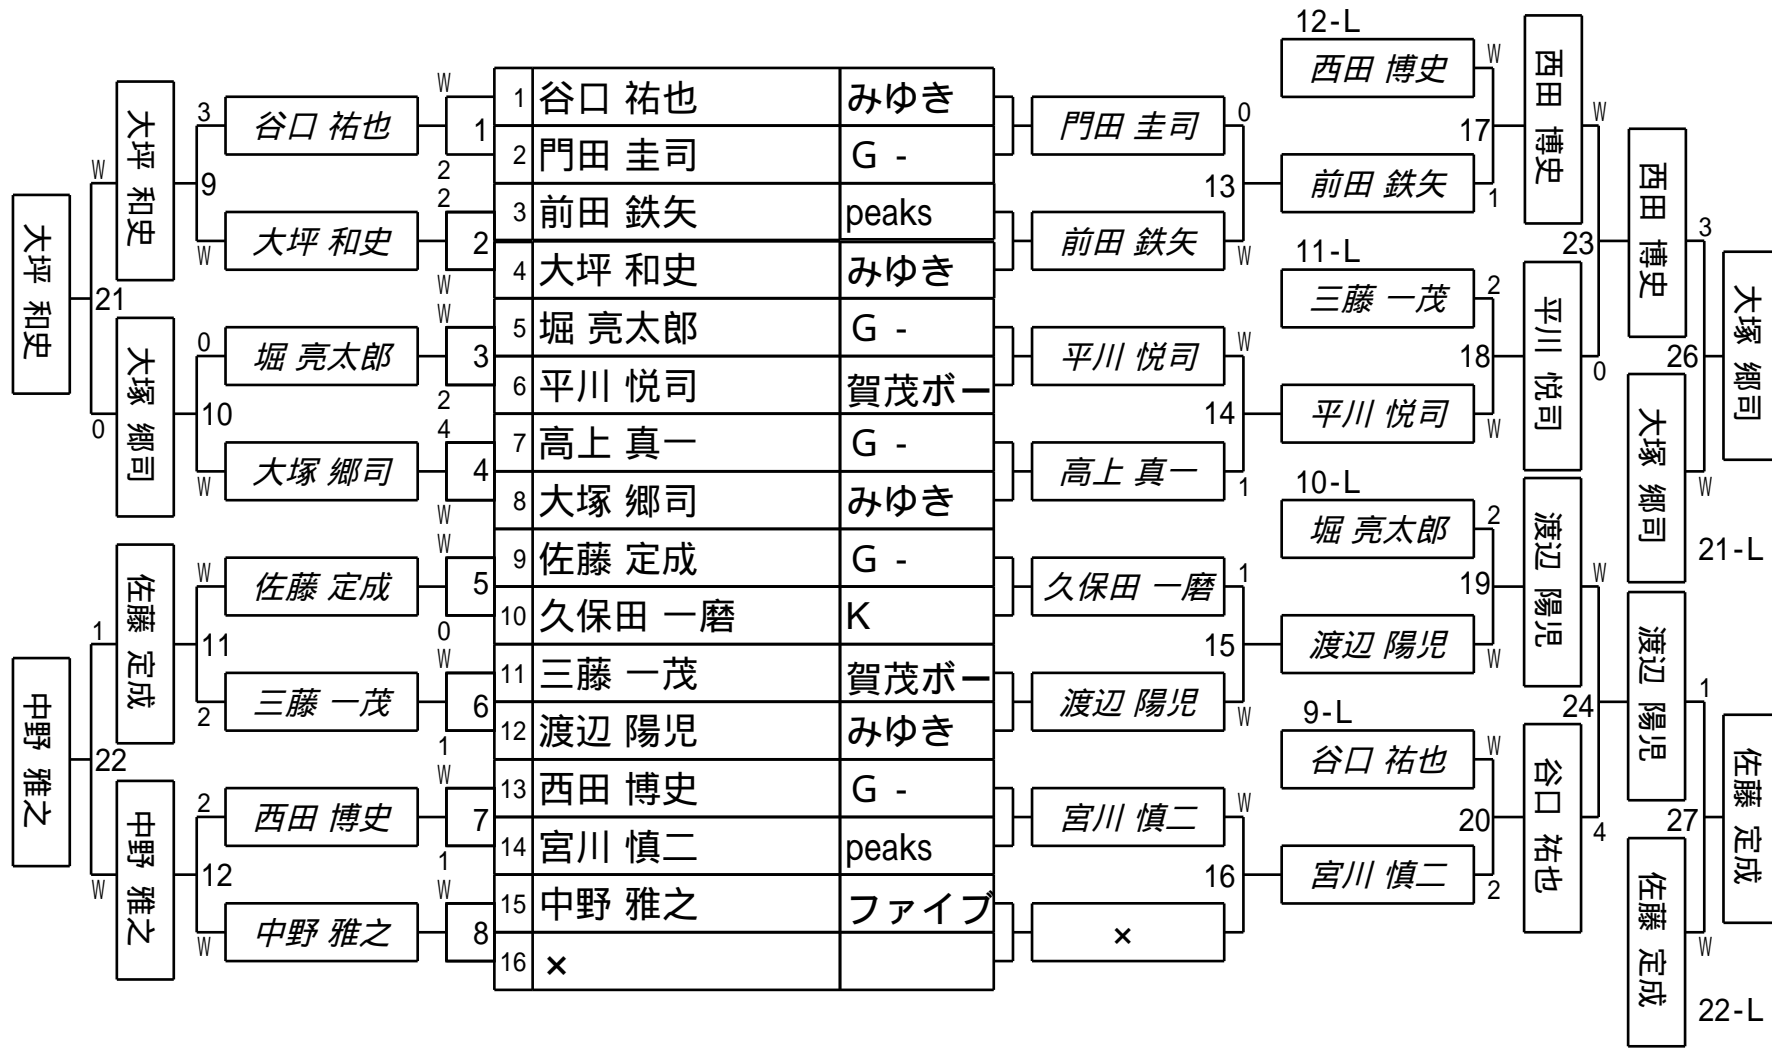 大坪 和史
中野 雅之
W
21
0
1
22
W
大坪 和史
大塚 郷司
佐藤 定成
中野 雅之
3
9
W
0
10
W
W
11
2
2
12
W
谷口 祐也
大坪 和史
堀 亮太郎
大塚 郷司
佐藤 定成
三藤 一茂
西田 博史
中野 雅之
W
1
2
2
2
W
W
3
2
4
4
W
W
5
0
W
6
1
W
7
1
W
8
1 谷口 祐也 みゆき
2 門田 圭司 G -
3 前田 鉄矢 peaks
4 大坪 和史 みゆき
5 堀 亮太郎 G -
6 平川 悦司 賀茂ボー
7 高上 真一 G -
8 大塚 郷司 みゆき
9 佐藤 定成 G -
10 久保田 一磨 K
11 三藤 一茂 賀茂ボー
12 渡辺 陽児 みゆき
13 西田 博史 G -
14 宮川 慎二 peaks
15 中野 雅之 ファイブ
16 ×
門田 圭司
前田 鉄矢
平川 悦司
高上 真一
久保田 一磨
渡辺 陽児
宮川 慎二
×
0
13
W
W
14
1
1
15
W
W
16
12-L
西田 博史
前田 鉄矢
11-L
三藤 一茂
平川 悦司
10-L
堀 亮太郎
渡辺 陽児
9-L
谷口 祐也
宮川 慎二
W
17
1
2
18
W
2
19
W
W
20
2
西田 博史
平川 悦司
渡辺 陽児
谷口 祐也
W
23
0
W
24
4
西田 博史
大塚 郷司
渡辺 陽児
佐藤 定成
3
26
W
21-L
1
27
W
22-L
大塚 郷司
佐藤 定成